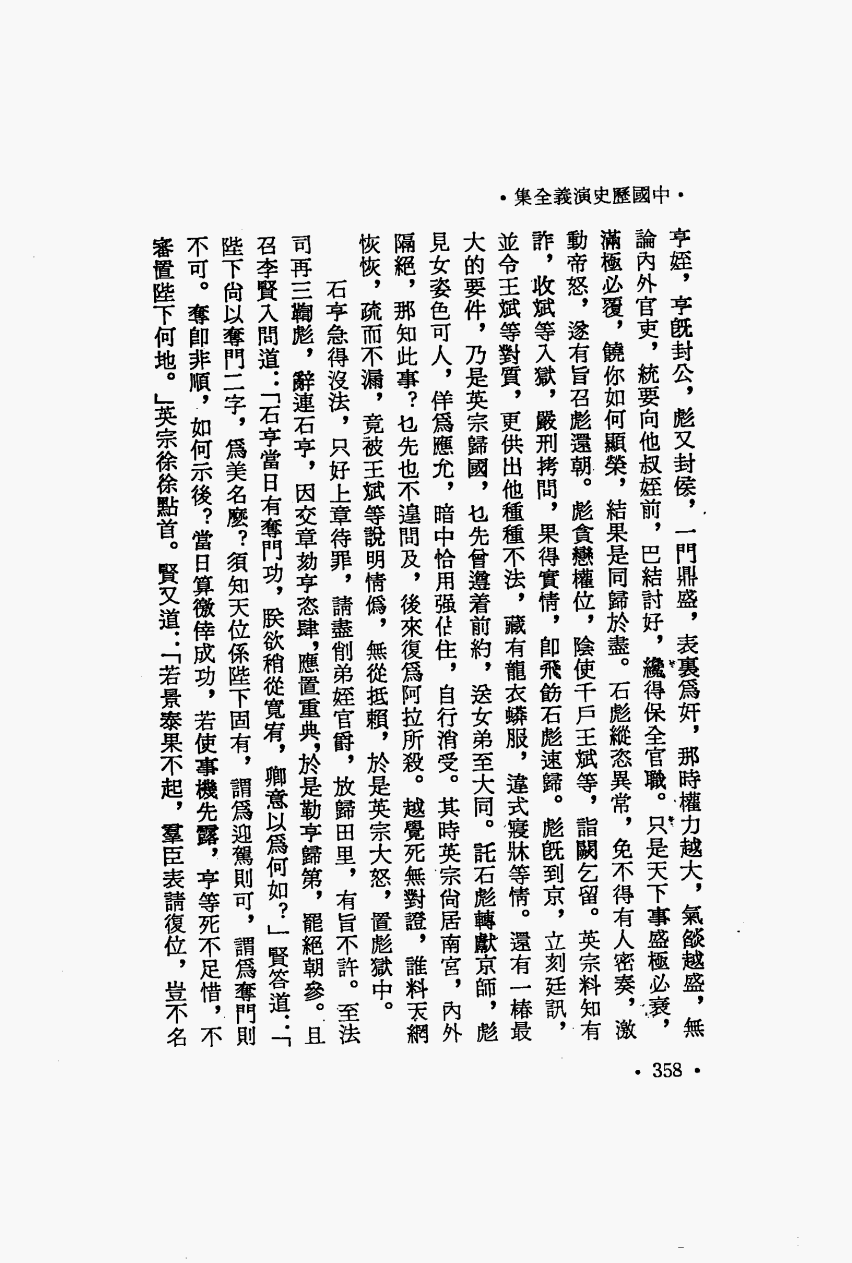 •中國歷史演義全集•
亨姪，亨旣封公，彪又封侯，一門鼎盛，表裏爲奸，那時權力越大，氣燄越盛，無
論內外官吏，統要向他叔姪前，巴結討好，纔得保全官職。只是天下事盛極必衰，
滿極必覆，饒你如何顯榮，結果是同歸於盡。石彪縱恣異常，免不得有人密奏，激
動帝怒，遂有旨召彪還朝。彪貪戀權位，陰使千戶王斌等，詣闕乞留。英宗料知有
詐，收斌等入獄，嚴刑拷問，果得實情，卽飛飭石彪速歸。彪旣到京，立刻廷訊，
並令王斌等對質，更供出他種種不法，藏有龍衣蟒服，違式寢牀等情。還有一樁最
大的要件，乃是英宗歸國，乜先曾遵着前約，送女弟至大同。託石彪轉獻京師，彪
見女姿色可人，佯爲應允，暗中恰用强佔住，自行消受。其時英宗尙居南宮，內外
隔絕，那知此事？乜先也不遑問及，後來復爲阿拉所殺。越覺死無對證，誰料天網
恢恢，疏而不漏，竟被王斌等說明情僞，無從抵賴，於是英宗大怒，置彪獄中。
石亨急得沒法，只好上章待罪，請盡削弟姪官爵，放歸田里，有旨不許。至法
司再三鞫彪，辭連石亨，因交章劾亨恣肆，應置重典，於是勒亨歸第，罷絕朝參。且
召李賢入問道：「石亨當日有奪門功，朕欲稍從寬宥，卿意以爲何如？」賢答道：「
陛下尙以奪門二字，爲美名麽？須知天位係陛下固有，謂爲迎駕則可，謂爲奪門則
不可。奪卽非順，如何示後？當日算徼倖成功，若使事機先露，亨等死不足惜，不
審置陛下何地。」英宗徐徐點首。賢又道：「若景泰果不起，羣臣表請復位，豈不名
•358•